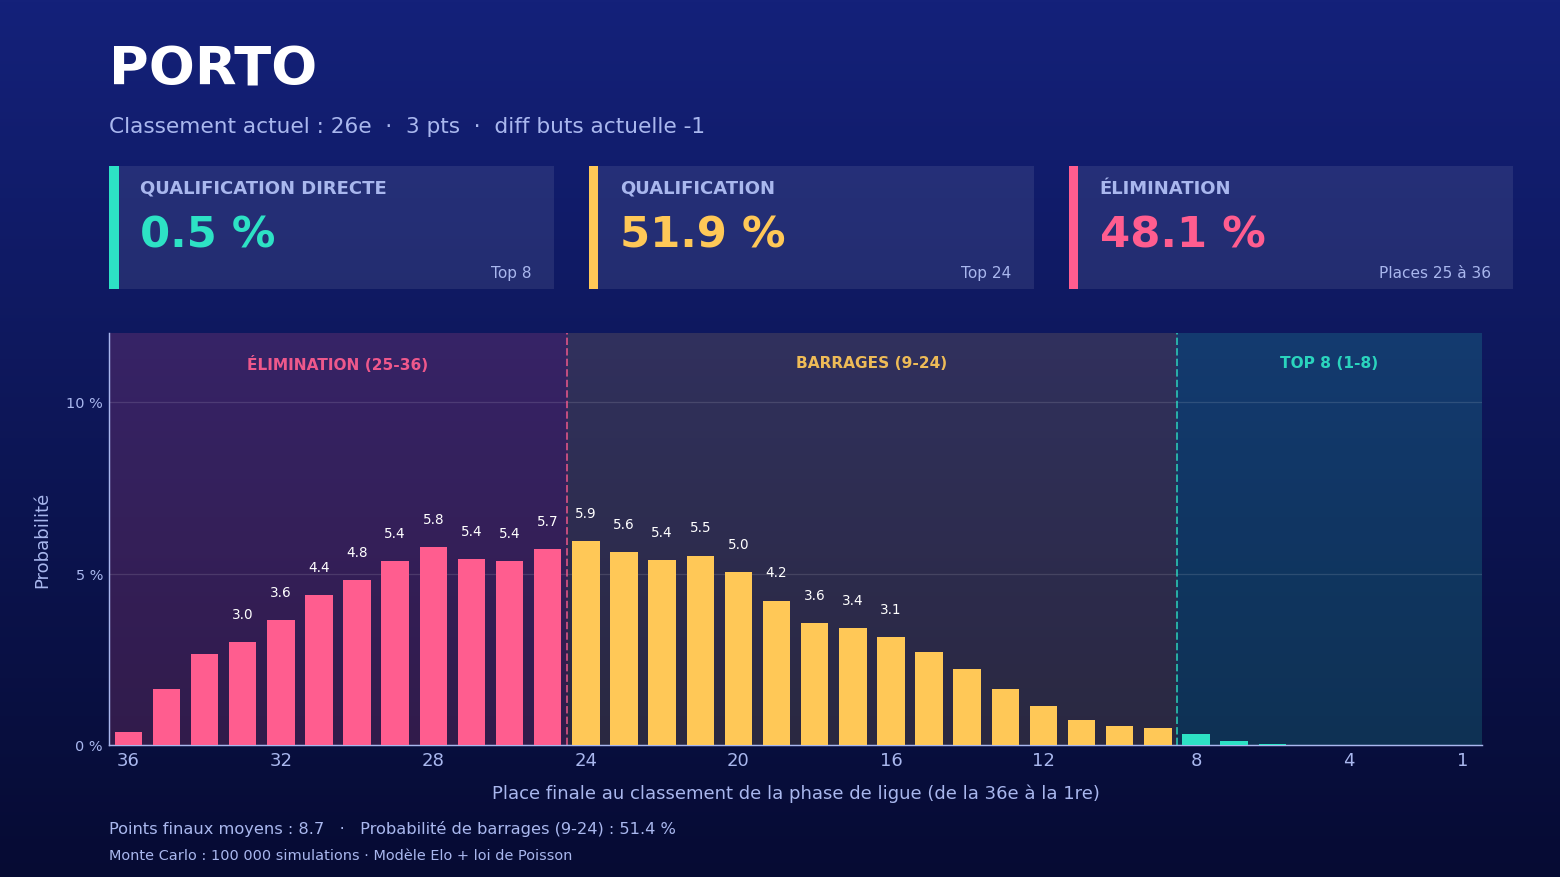 PORTO
Classement actuel : 26e · 3 pts · diff buts actuelle -1
QUALIFICATION DIRECTE
0.5 %
Top 8
QUALIFICATION
51.9 %
Top 24
ÉLIMINATION
48.1 %
Places 25 à 36
ÉLIMINATION (25-36)
BARRAGES (9-24)
TOP 8 (1-8)
10 %
5 %
0 %
Probabilité
3.0
3.6
4.4
4.8
5.4
5.8
5.4
5.4
5.7
5.9
5.6
5.4
5.5
5.0
4.2
3.6
3.4
3.1
36 32 28 24 20 16 12 8 4 1
Place finale au classement de la phase de ligue (de la 36e à la 1re)
Points finaux moyens : 8.7 · Probabilité de barrages (9-24) : 51.4 %
Monte Carlo : 100 000 simulations · Modèle Elo + loi de Poisson